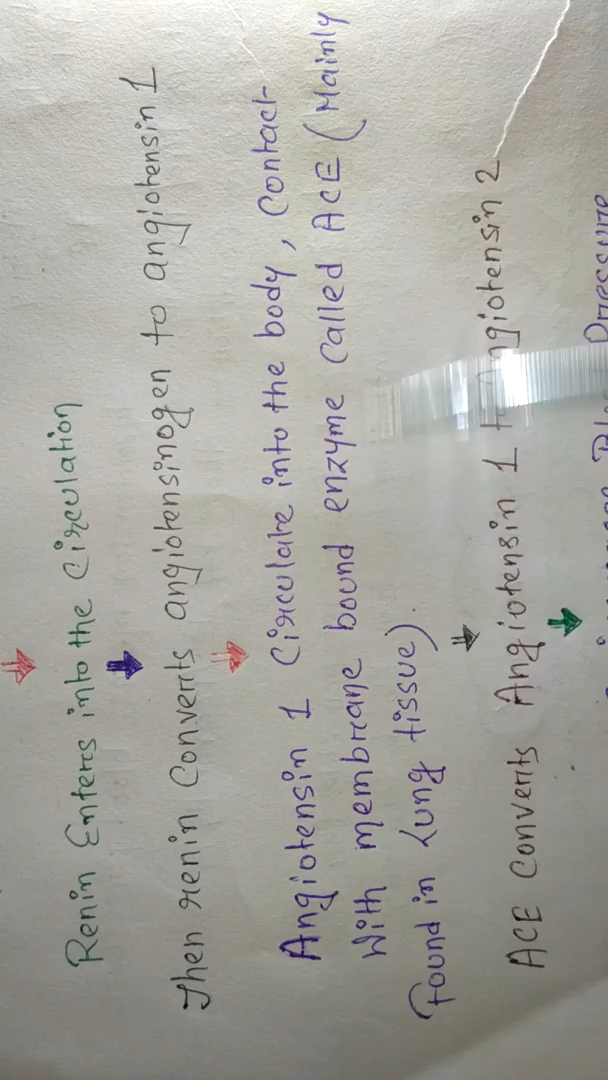 Renin Enters into the Circulation
Then renin Converts angiotensinogen to angiotensin 1
Angiotensin 1 Circulate into the body, Contact
With membrane bound enzyme called ACE (Mainly
Found in Lung tissue).
ACE Converts Angiotensin 1 to Angiotensin 2
Pressure